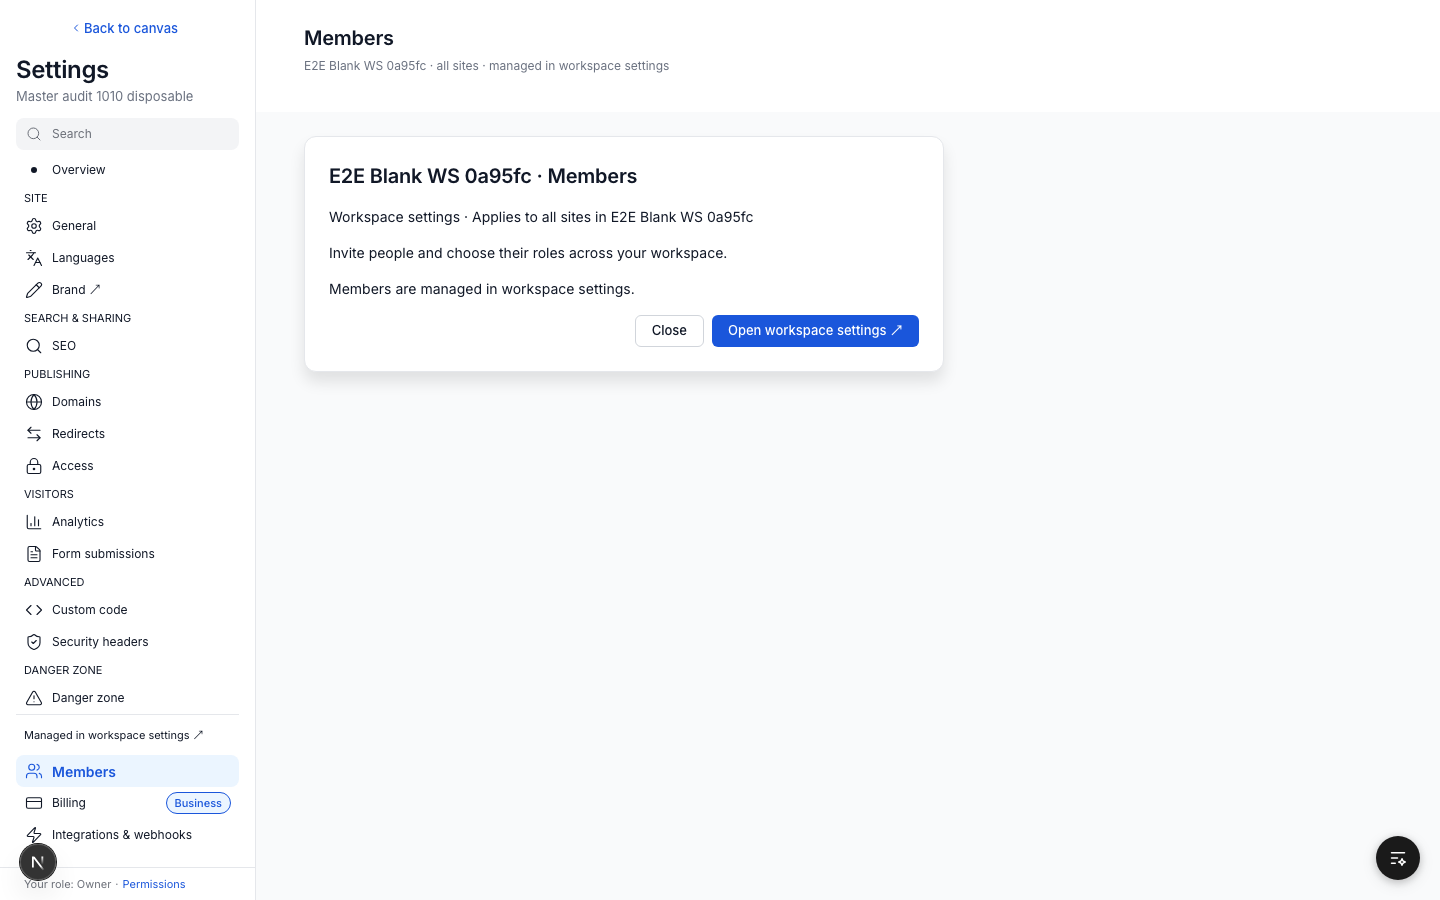 Back to canvas
Settings
Master audit 1010 disposable
Search
Overview
SITE
General
Languages
Brand ↗
SEARCH & SHARING
SEO
PUBLISHING
Domains
Redirects
Access
VISITORS
Analytics
Form submissions
ADVANCED
Custom code
Security headers
DANGER ZONE
Danger zone
Managed in workspace settings ↗
Members
Billing Business
Integrations & webhooks
N
Your role: Owner · Permissions
Members
E2E Blank WS 0a95fc · all sites · managed in workspace settings
E2E Blank WS 0a95fc · Members
Workspace settings · Applies to all sites in E2E Blank WS 0a95fc
Invite people and choose their roles across your workspace.
Members are managed in workspace settings.
Close Open workspace settings ↗